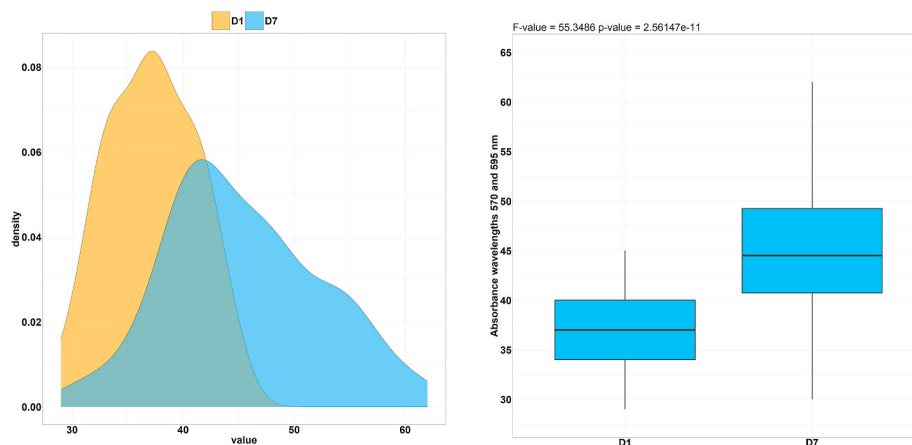 D1 D7
0.08
0.06
0.04
0.02
0.00
density
30 40 50 60
value
F-value = 55.3486 p-value = 2.56147e-11
65
60
55
50
45
40
35
30
Absorbance wavelengths 570 and 595 nm
D1 D7